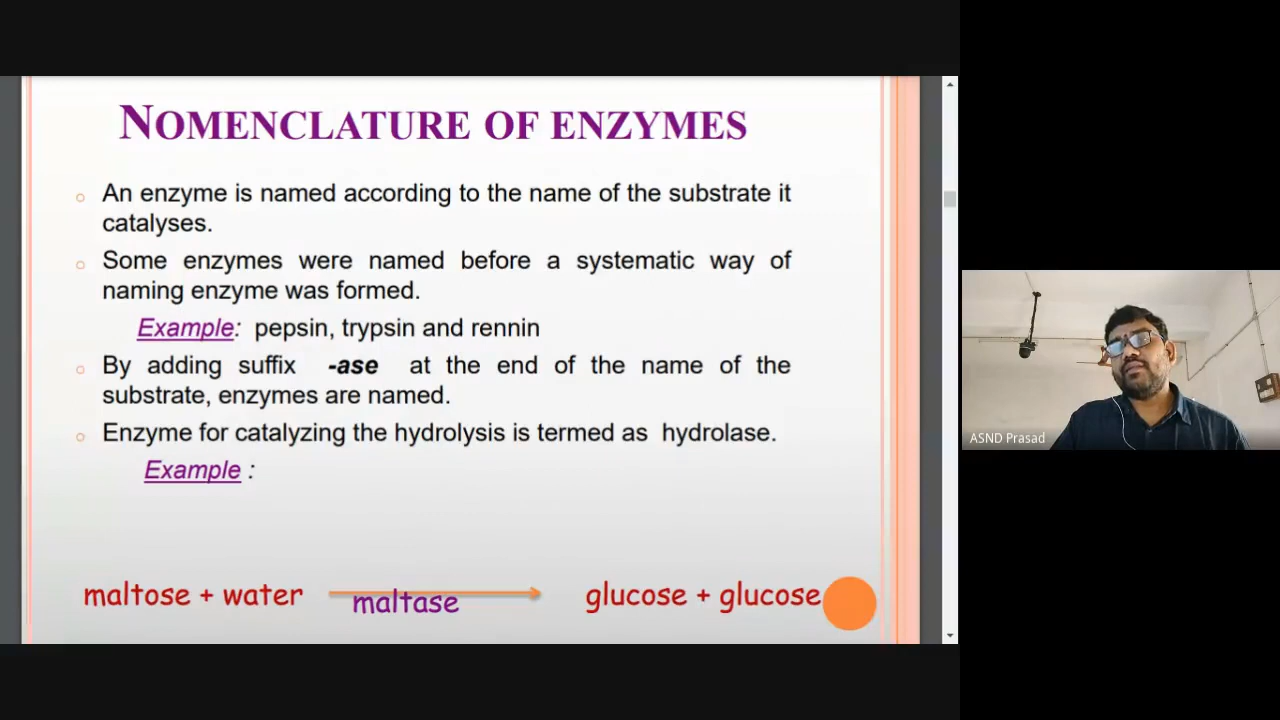 NOMENCLATURE OF ENZYMES
An enzyme is named according to the name of the substrate it
catalyses.
Some enzymes were named before a systematic way of
naming enzyme was formed.
Example: pepsin, trypsin and rennin
By adding suffix -ase at the end of the name of the
substrate, enzymes are named.
Enzyme for catalyzing the hydrolysis is termed as hydrolase.
Example :
maltose + water maltase glucose + glucose
ASND Prasad